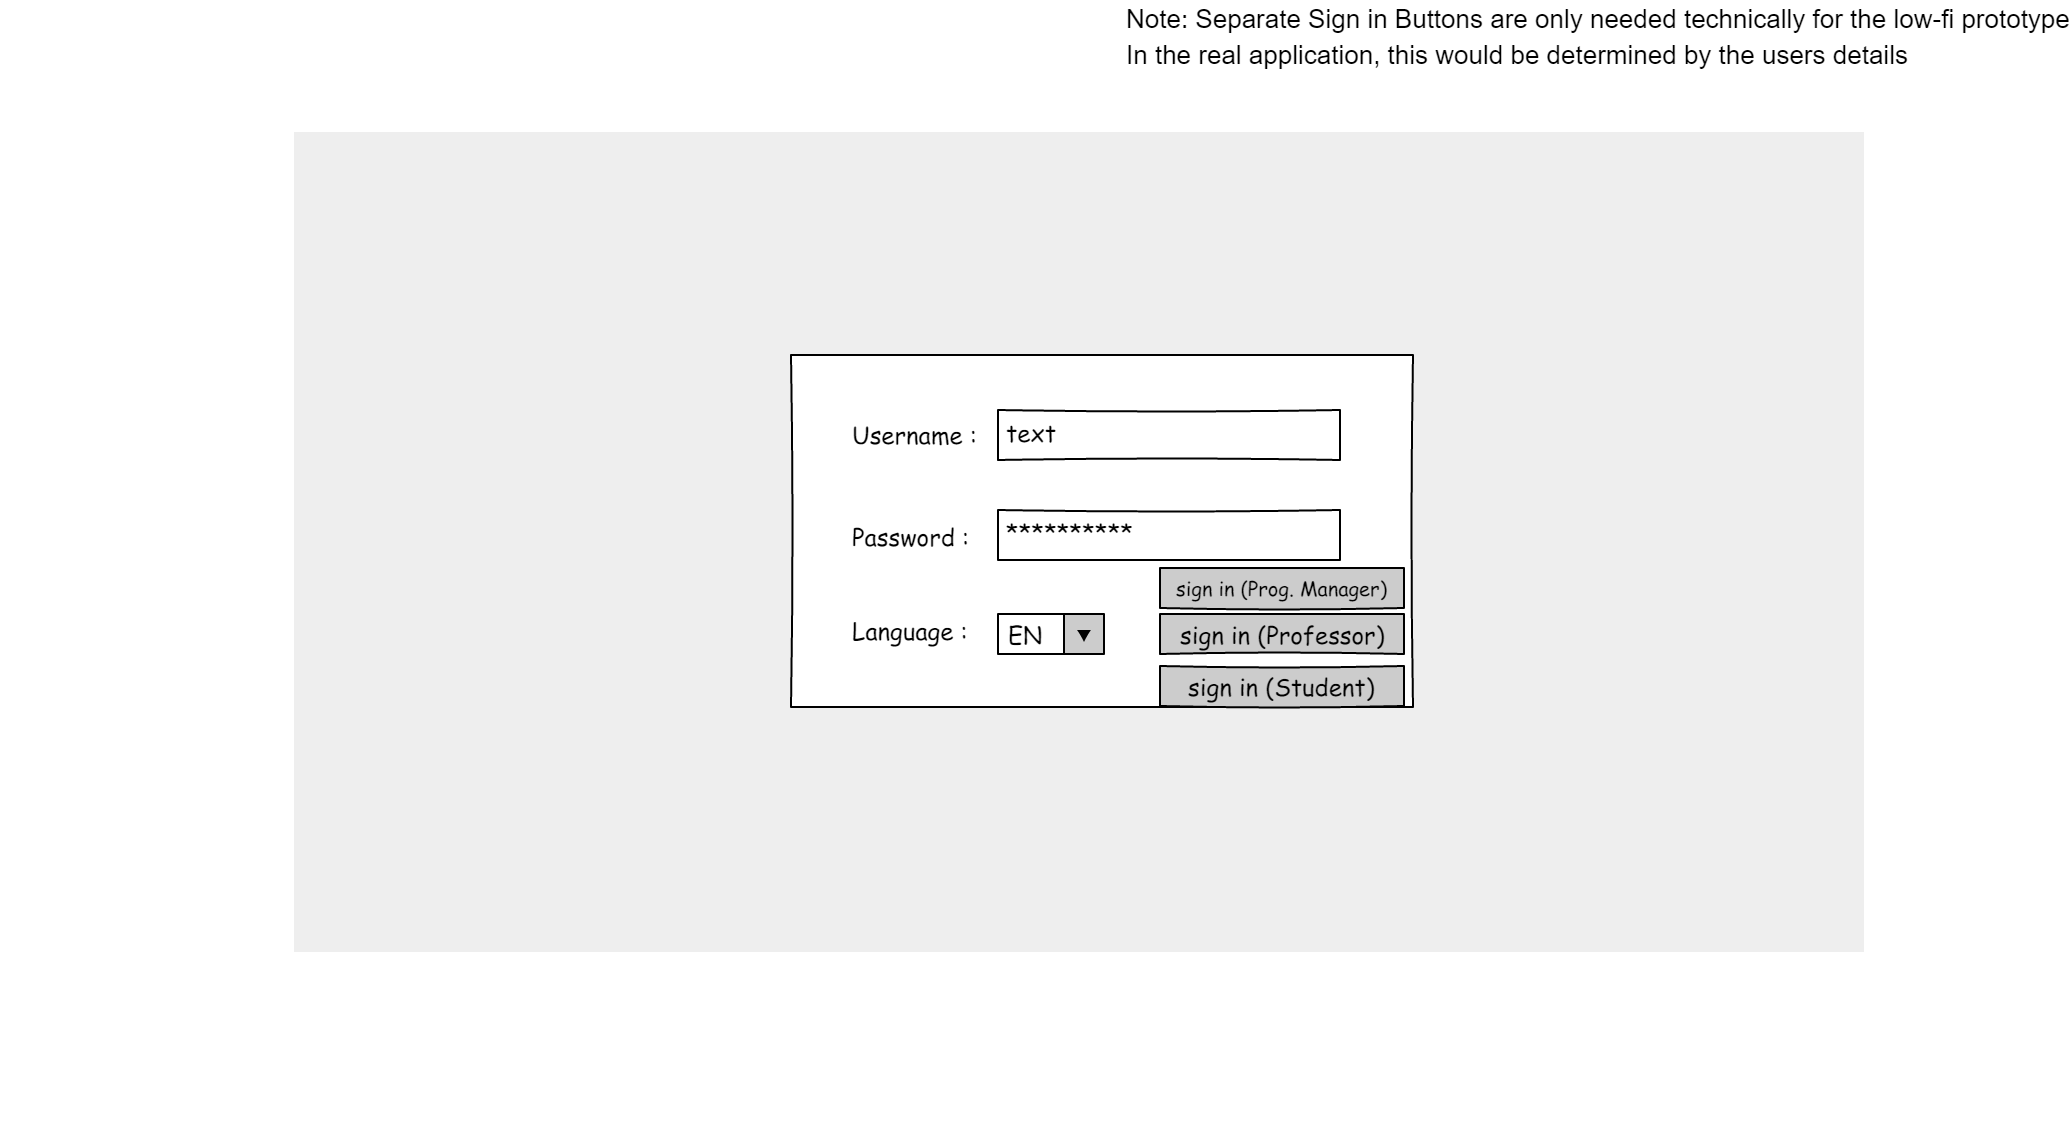 Note: Separate Sign in Buttons are only needed technically for the low-fi prototype
In the real application, this would be determined by the users details
Username :
text
Password :
**********
sign in (Prog. Manager)
Language :
EN
sign in (Professor)
sign in (Student)